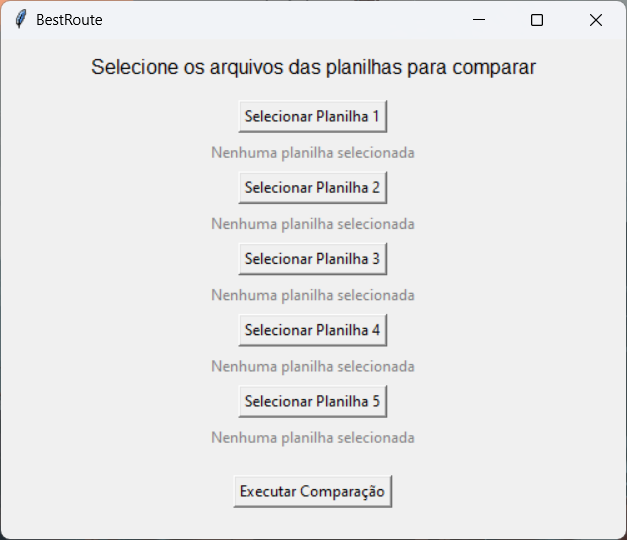 BestRoute
Selecione os arquivos das planilhas para comparar
Selecionar Planilha 1
Nenhuma planilha selecionada
Selecionar Planilha 2
Nenhuma planilha selecionada
Selecionar Planilha 3
Nenhuma planilha selecionada
Selecionar Planilha 4
Nenhuma planilha selecionada
Selecionar Planilha 5
Nenhuma planilha selecionada
Executar Comparação